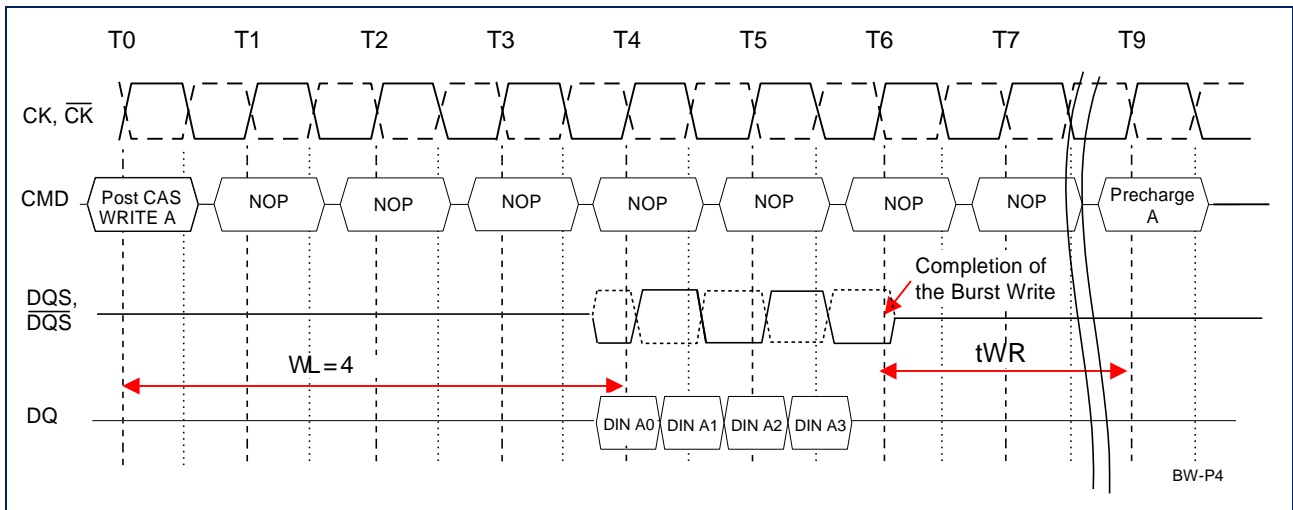 T0 T1 T2 T3 T4 T5 T6 T7 T9
CK, CK
CMD Post CAS WRITE A NOP NOP NOP NOP NOP NOP NOP Precharge A
Completion of
the Burst Write
DQS,
DQS
WL=4 tWR
DQ DIN A0 DIN A1 DIN A2 DIN A3
BW-P4